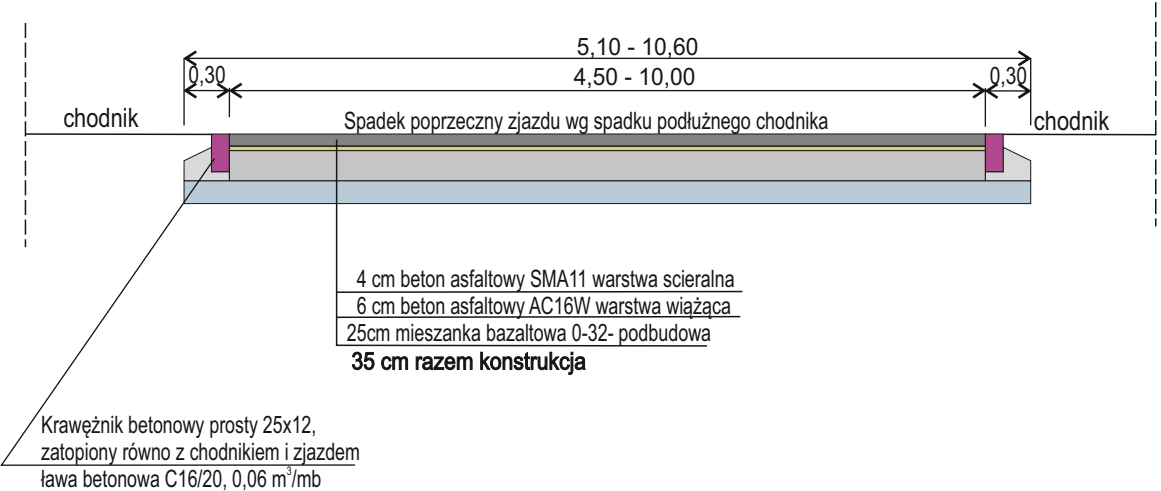 5,10 - 10,60
0,30
4,50 - 10,00
0,30
chodnik
Spadek poprzeczny zjazdu wg spadku podłużnego chodnika
chodnik
4 cm beton asfaltowy SMA11 warstwa scieralna
6 cm beton asfaltowy AC16W warstwa wiążąca
25cm mieszanka bazaltowa 0-32- podbudowa
35 cm razem konstrukcja
Krawężnik betonowy prosty 25x12,
zatopiony równo z chodnikiem i zjazdem
ława betonowa C16/20, 0,06 m³/mb